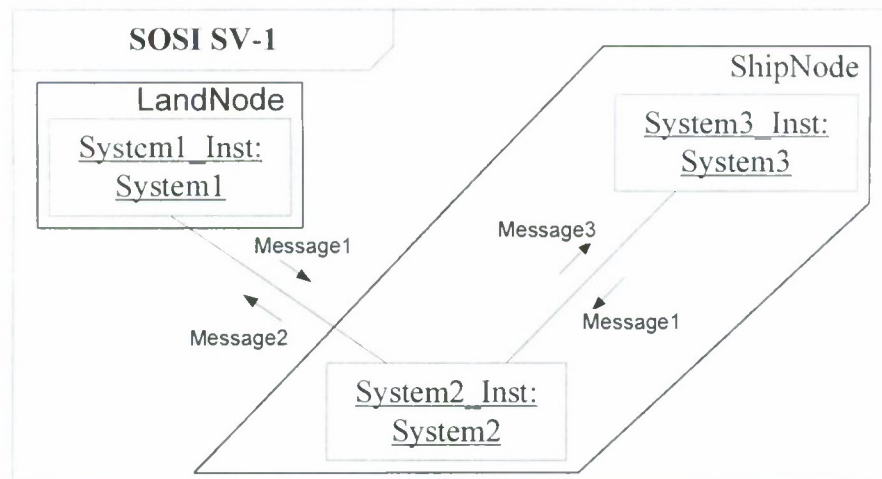 SOSI SV-1
LandNode
System1_Inst:
System1
ShipNode
System3_Inst:
System3
Message1
Message2
Message3
Message1
System2_Inst:
System2